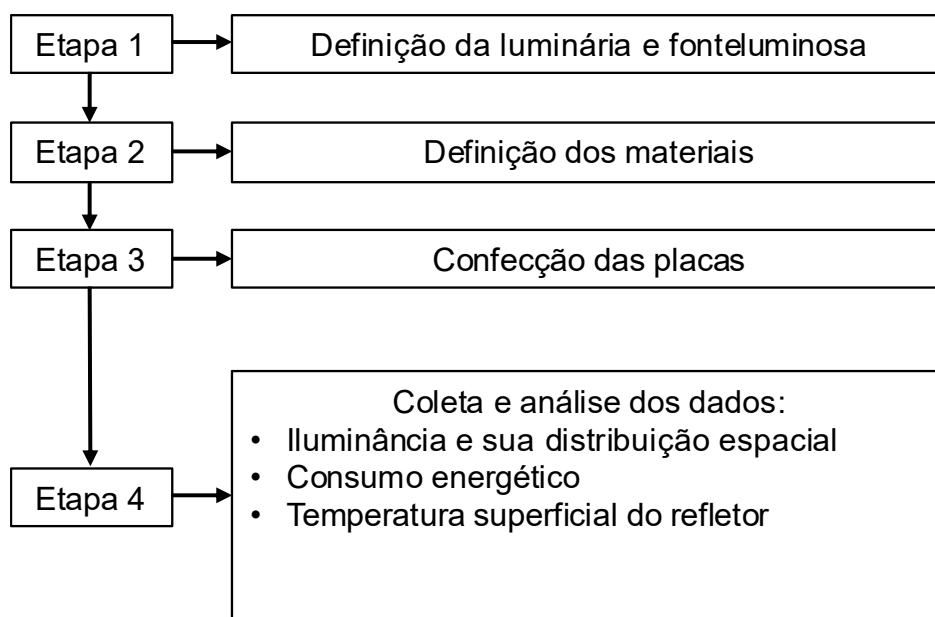 Etapa 1
Definição da luminária e fonteluminosa
Etapa 2
Definição dos materiais
Etapa 3
Confecção das placas
Etapa 4
Coleta e análise dos dados:
• Iluminância e sua distribuição espacial
• Consumo energético
• Temperatura superficial do refletor